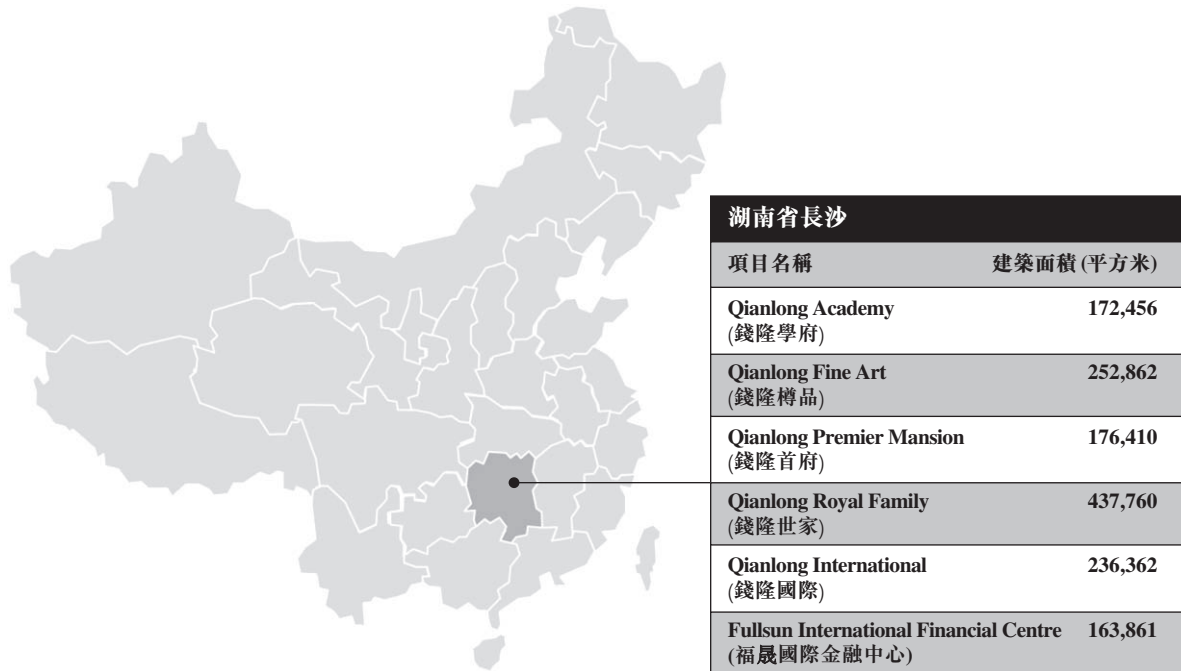 湖南省長沙
項目名稱 建築面積(平方米)
Qianlong Academy 172,456
(錢隆學府)
Qianlong Fine Art 252,862
(錢隆樽品)
Qianlong Premier Mansion 176,410
(錢隆首府)
Qianlong Royal Family 437,760
(錢隆世家)
Qianlong International 236,362
(錢隆國際)
Fullsun International Financial Centre 163,861
(福晟國際金融中心)